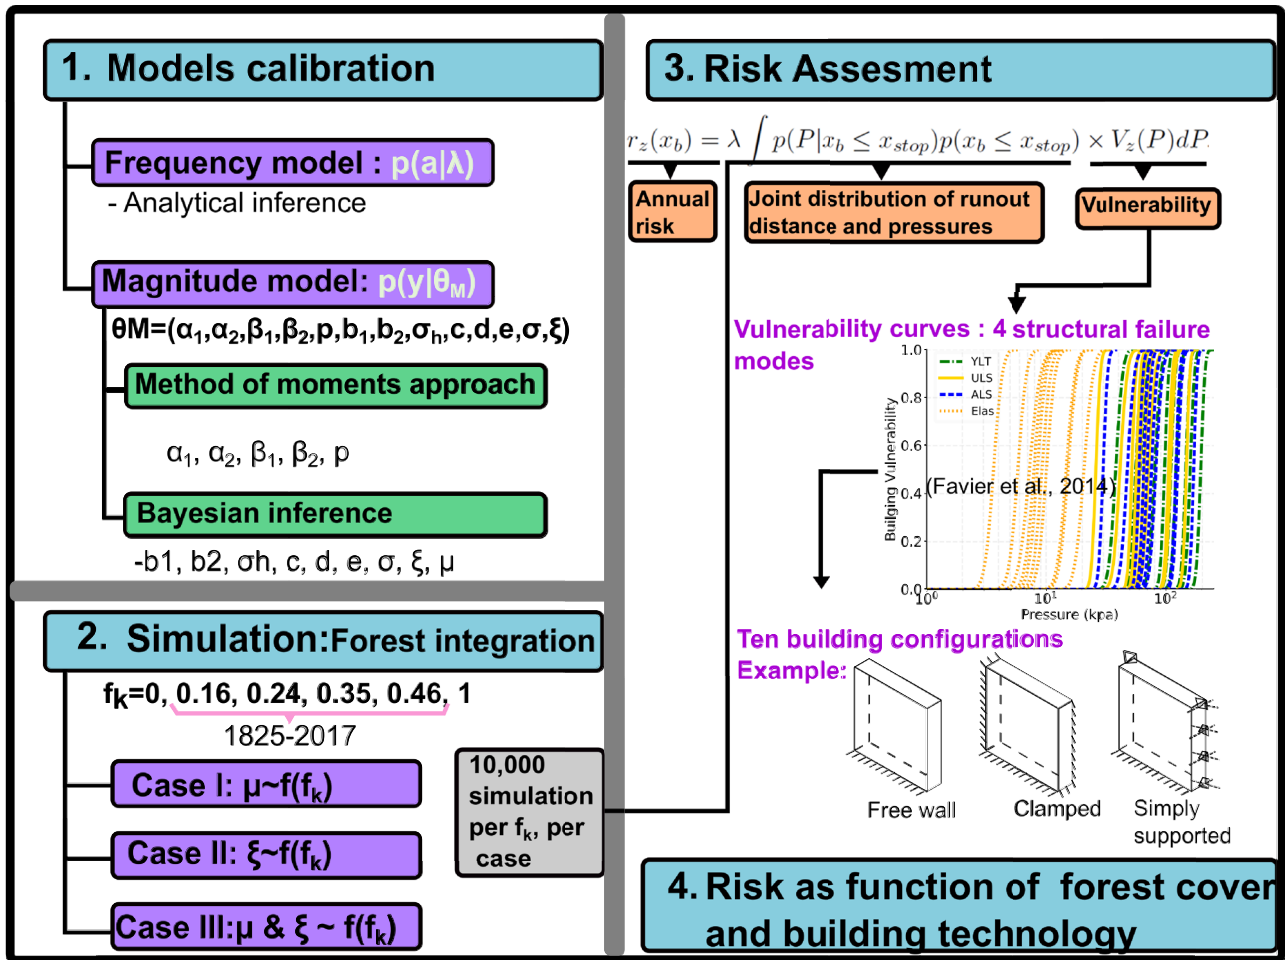 1. Models calibration
Frequency model : p(a|λ)
- Analytical inference
Magnitude model: p(y|θM)
θM=(α1,α2,β1,β2,p,b1,b2,σh,c,d,e,σ,ξ)
Method of moments approach
α1, α2, β1, β2, p
Bayesian inference
-b1, b2, σh, c, d, e, σ, ξ, μ
2. Simulation:Forest integration
fk=0, 0.16, 0.24, 0.35, 0.46, 1
1825-2017
Case I: μ~f(fk)
Case II: ξ~f(fk)
Case III:μ & ξ ~ f(fk)
10,000
simulation
per fk, per
case
3. Risk Assesment
rz(xb) = λ ∫ p(P|xb ≤ xstop)p(xb ≤ xstop) × Vz(P)dP.
Annual
risk
Joint distribution of runout
distance and pressures
Vulnerability
Vulnerability curves : 4 structural failure
modes
YLT
ULS
ALS
Elas
1.0
0.8
0.6
0.4
0.2
0.0
Builging Vulnerability
(Favier et al., 2014)
10^0
10^1
10^2
Pressure (kpa)
Ten building configurations
Example:
Free wall
Clamped
Simply
supported
4. Risk as function of forest cover
and building technology